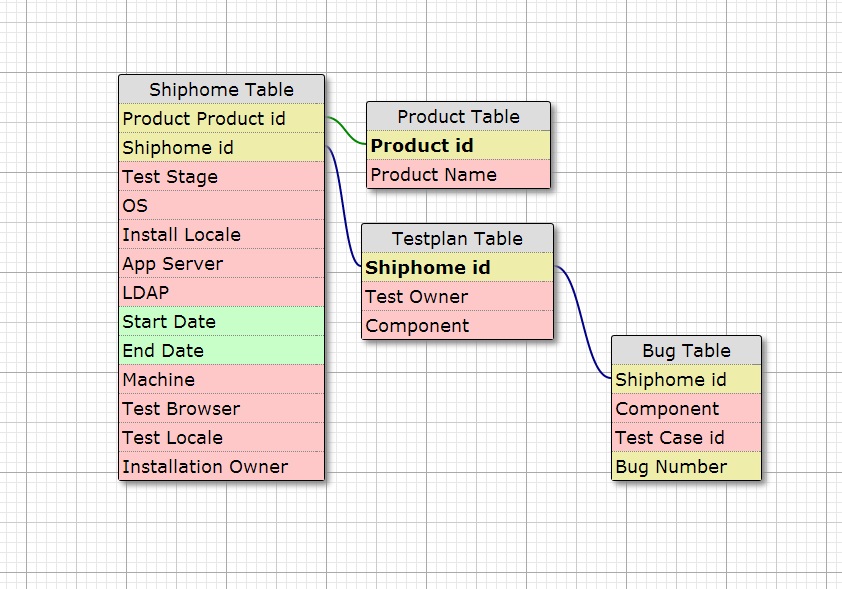 Shiphome Table
Product Product id
Shiphome id
Test Stage
OS
Install Locale
App Server
LDAP
Start Date
End Date
Machine
Test Browser
Test Locale
Installation Owner
Product Table
Product id
Product Name
Testplan Table
Shiphome id
Test Owner
Component
Bug Table
Shiphome id
Component
Test Case id
Bug Number